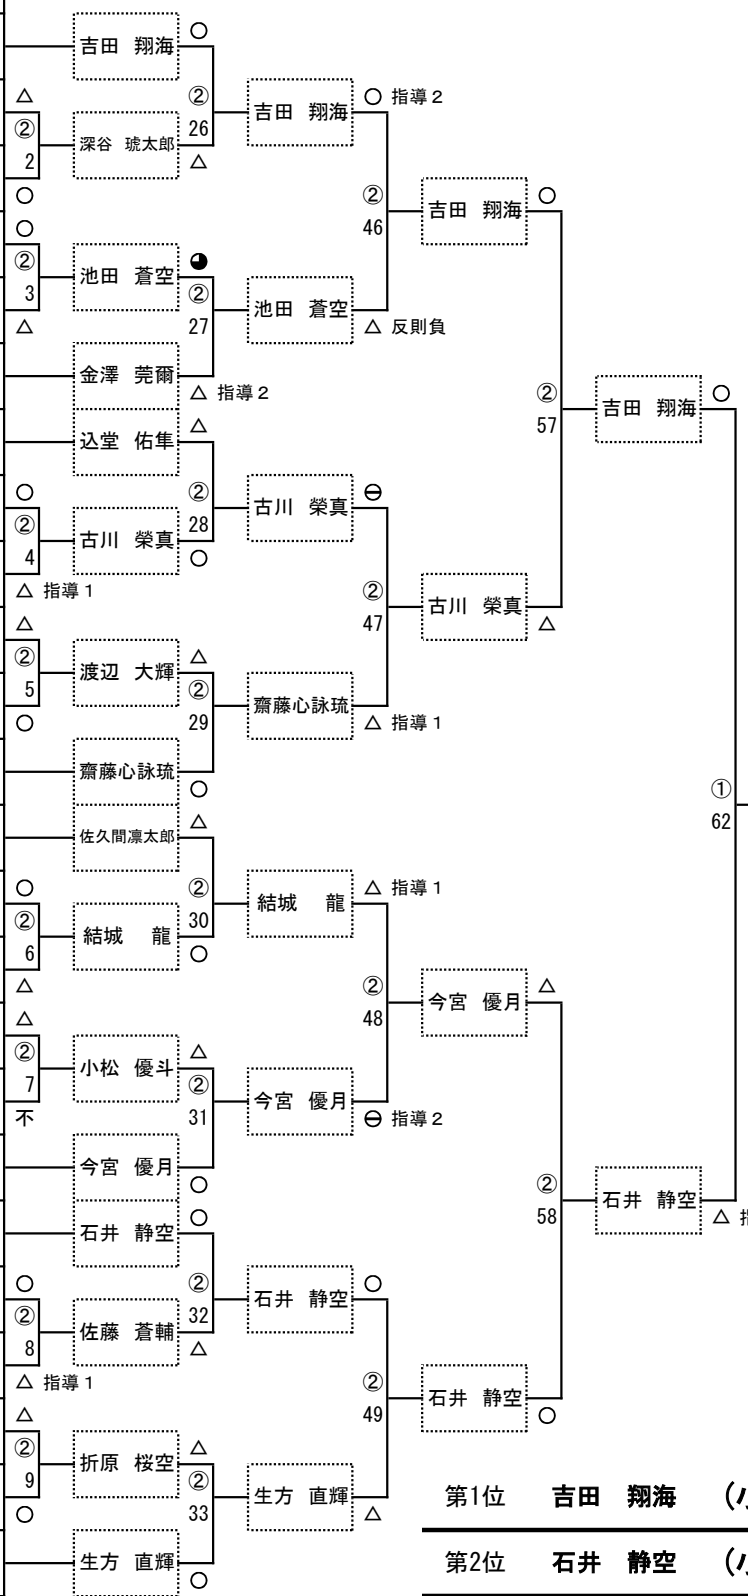 吉田 翔海 ○
②
26
吉田 翔海 ○ 指導2
△
②
2
深谷 琥太郎 △
○
②
46
吉田 翔海 ○
○
②
3
池田 蒼空
②
27
池田 蒼空 △ 反則負
△
金澤 莞爾 △ 指導2
②
57
吉田 翔海 ○
込堂 佑隼 △
②
28
古川 榮真 ⊖
○
②
4
古川 榮真 ○
△ 指導1
②
47
古川 榮真 △
△
②
5
渡辺 大輝 △
②
29
齋藤心詠琉 △ 指導1
○
齋藤心詠琉 ○
①
62
佐久間凛太郎 △
②
30
結城 龍 △ 指導1
○
②
6
結城 龍 ○
△
②
48
今宮 優月 △
△
②
7
小松 優斗 △
②
31
今宮 優月 ⊖ 指導2
不
今宮 優月 ○
②
58
石井 静空 △
石井 静空 ○
②
32
石井 静空 ○
○
②
8
佐藤 蒼輔 △
△ 指導1
②
49
石井 静空 ○
△
②
9
折原 桜空 △
②
33
生方 直輝 △
○
生方 直輝 ○
第1位 吉田 翔海 (小
第2位 石井 静空 (小